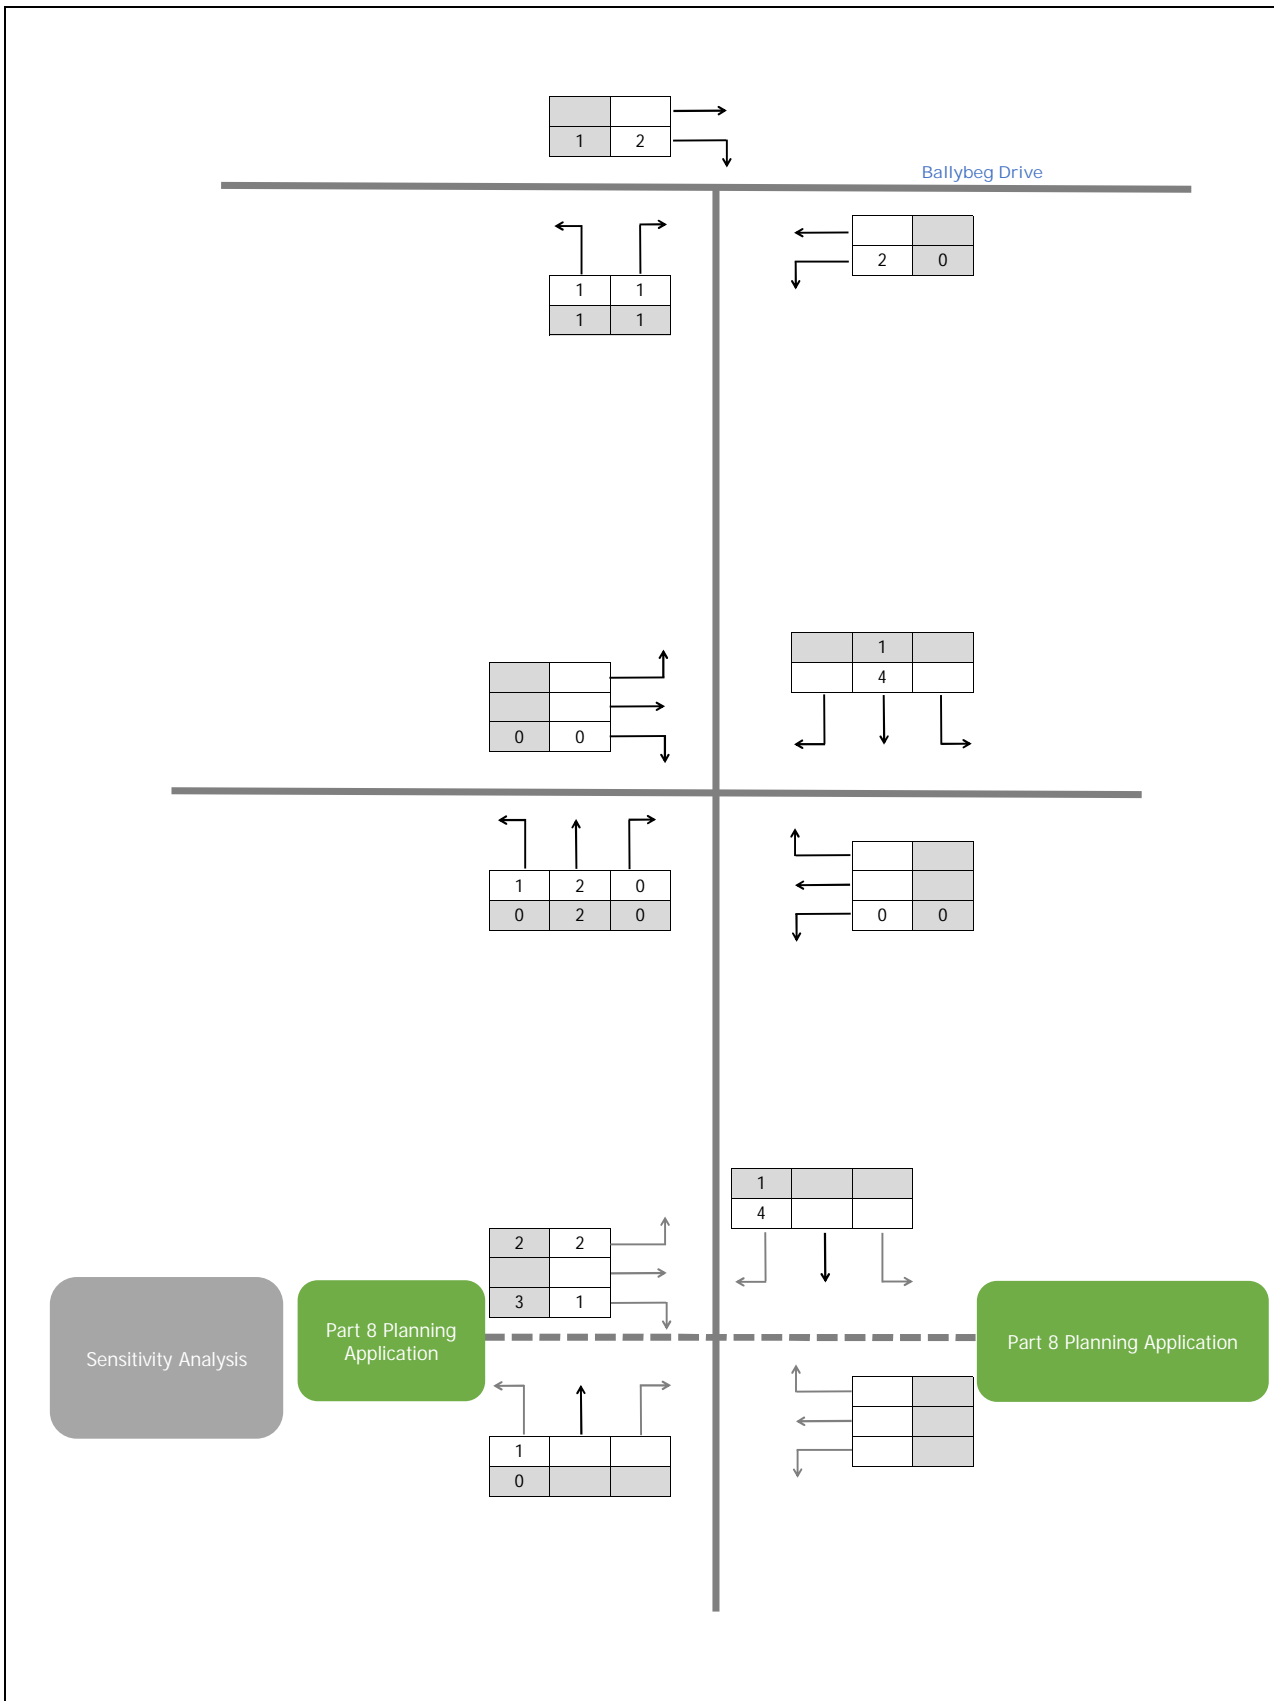 1 2
Ballybeg Drive
1 1
1 1
2 0
1
4
0 0
1 2 0
0 2 0
0 0
1
4
2 2
3 1
Sensitivity Analysis
Part 8 Planning
Application
Part 8 Planning Application
1
0